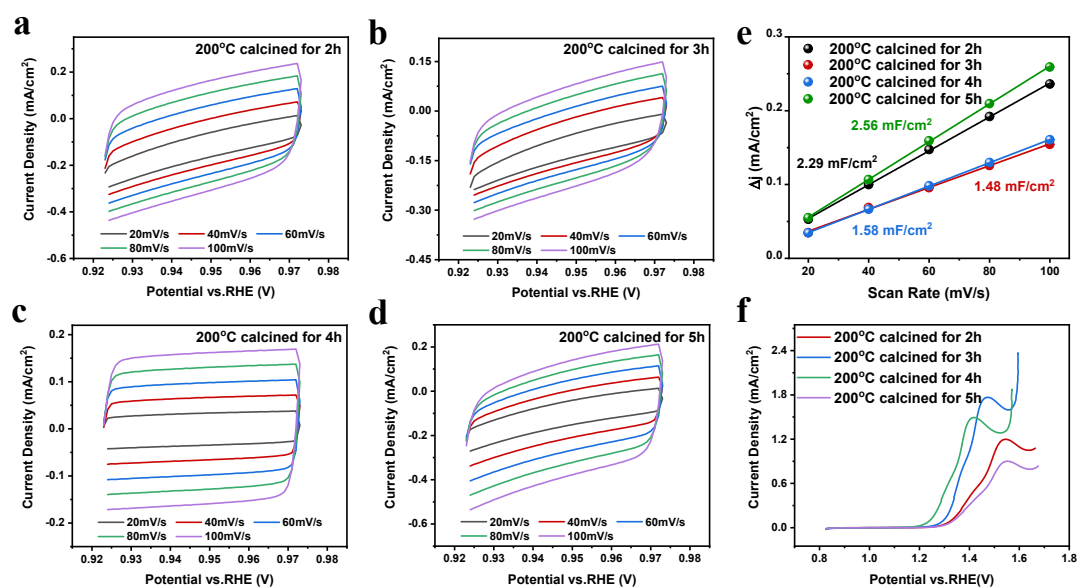 a
200°C calcined for 2h
Current Density (mA/cm²)
0.2
0.0
-0.2
-0.4
-0.6
20mV/s 40mV/s 60mV/s
80mV/s 100mV/s
0.92 0.93 0.94 0.95 0.96 0.97 0.98
Potential vs.RHE (V)
b
200°C calcined for 3h
Current Density (mA/cm²)
0.15
0.00
-0.15
-0.30
-0.45
20mV/s 40mV/s 60mV/s
80mV/s 100mV/s
0.92 0.93 0.94 0.95 0.96 0.97 0.98
Potential vs.RHE (V)
e
200°C calcined for 2h
200°C calcined for 3h
200°C calcined for 4h
200°C calcined for 5h
2.56 mF/cm²
2.29 mF/cm²
1.48 mF/cm²
1.58 mF/cm²
Δj (mA/cm²)
0.3
0.2
0.1
0.0
20 40 60 80 100
Scan Rate (mV/s)
c
200°C calcined for 4h
Current Density (mA/cm²)
0.2
0.1
0.0
-0.1
-0.2
20mV/s 40mV/s 60mV/s
80mV/s 100mV/s
0.92 0.93 0.94 0.95 0.96 0.97 0.98
Potential vs.RHE (V)
d
200°C calcined for 5h
Current Density (mA/cm²)
0.2
0.0
-0.2
-0.4
-0.6
20mV/s 40mV/s 60mV/s
80mV/s 100mV/s
0.92 0.93 0.94 0.95 0.96 0.97 0.98
Potential vs.RHE (V)
f
200°C calcined for 2h
200°C calcined for 3h
200°C calcined for 4h
200°C calcined for 5h
Current Density (mA/cm²)
2.4
1.8
1.2
0.6
0.0
0.8 1.0 1.2 1.4 1.6 1.8
Potential vs.RHE(V)